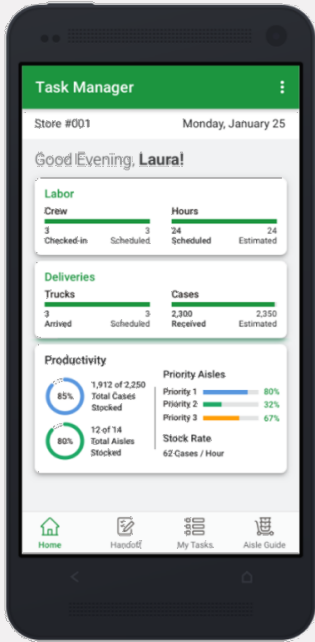 Task Manager
Store #001 Monday, January 25
Good Evening, Laura!
Labor
Crew Hours
3 3 24 24
Checked-in Scheduled Scheduled Estimated
Deliveries
Trucks Cases
3 3 2,300 2,350
Arrived Scheduled Received Estimated
Productivity
Priority Aisles
85% 1,912 of 2,250
Total Cases
Stocked
Priority 1 80%
Priority 2 32%
Priority 3 67%
80% 12 of 14
Total Aisles
Stocked
Stock Rate
62 Cases / Hour
Home Handoff My Tasks Aisle Guide